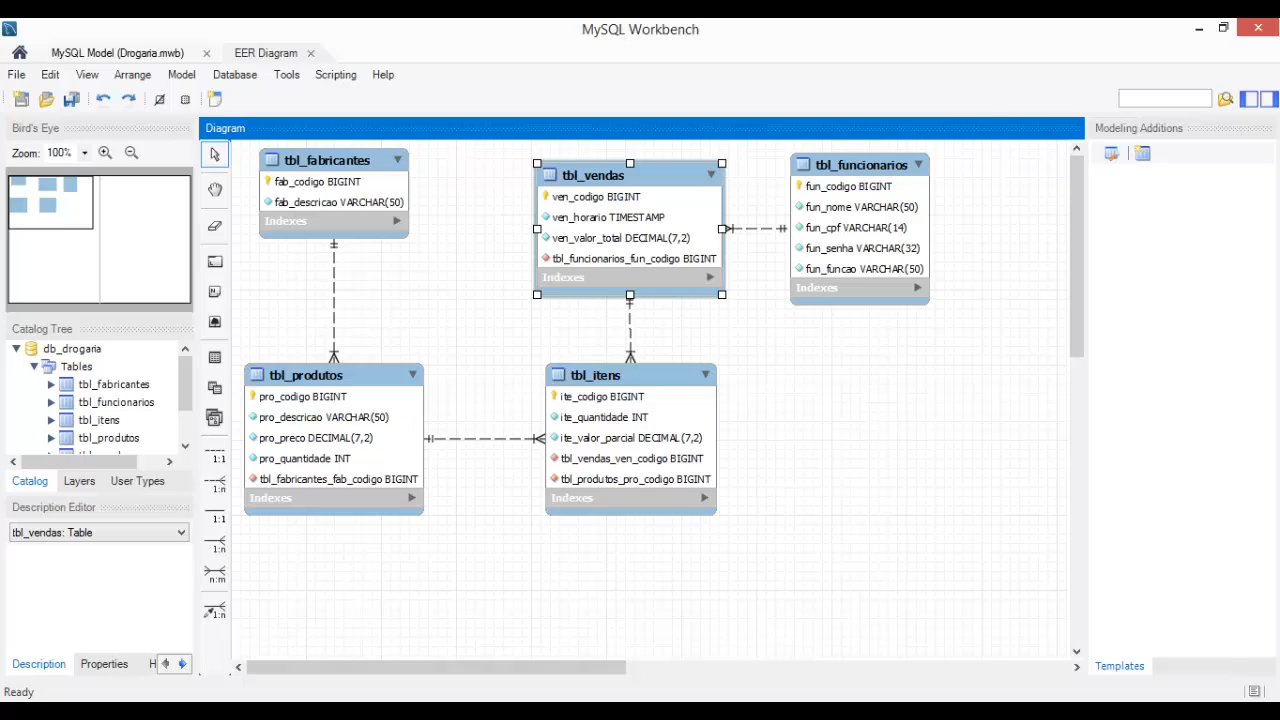 MySQL Workbench
MySQL Model (Drogaria.mwb)
EER Diagram
File Edit View Arrange Model Database Tools Scripting Help
Bird's Eye
Zoom: 100%
Diagram
Modeling Additions
tbl_fabricantes
fab_codigo BIGINT
fab_descricao VARCHAR(50)
Indexes
tbl_vendas
ven_codigo BIGINT
ven_horario TIMESTAMP
ven_valor_total DECIMAL(7,2)
tbl_funcionarios_fun_codigo BIGINT
Indexes
tbl_funcionarios
fun_codigo BIGINT
fun_nome VARCHAR(50)
fun_cpf VARCHAR(14)
fun_senha VARCHAR(32)
fun_funcao VARCHAR(50)
Indexes
Catalog Tree
db_drogaria
Tables
tbl_fabricantes
tbl_funcionarios
tbl_itens
tbl_produtos
Catalog Layers User Types
Description Editor
tbl_vendas: Table
tbl_produtos
pro_codigo BIGINT
pro_descricao VARCHAR(50)
pro_preco DECIMAL(7,2)
pro_quantidade INT
tbl_fabricantes_fab_codigo BIGINT
Indexes
tbl_itens
ite_codigo BIGINT
ite_quantidade INT
ite_valor_parcial DECIMAL(7,2)
tbl_vendas_ven_codigo BIGINT
tbl_produtos_pro_codigo BIGINT
Indexes
1:1
1:n
1:1
1:n
n:m
1:n
Description Properties H
Templates
Ready